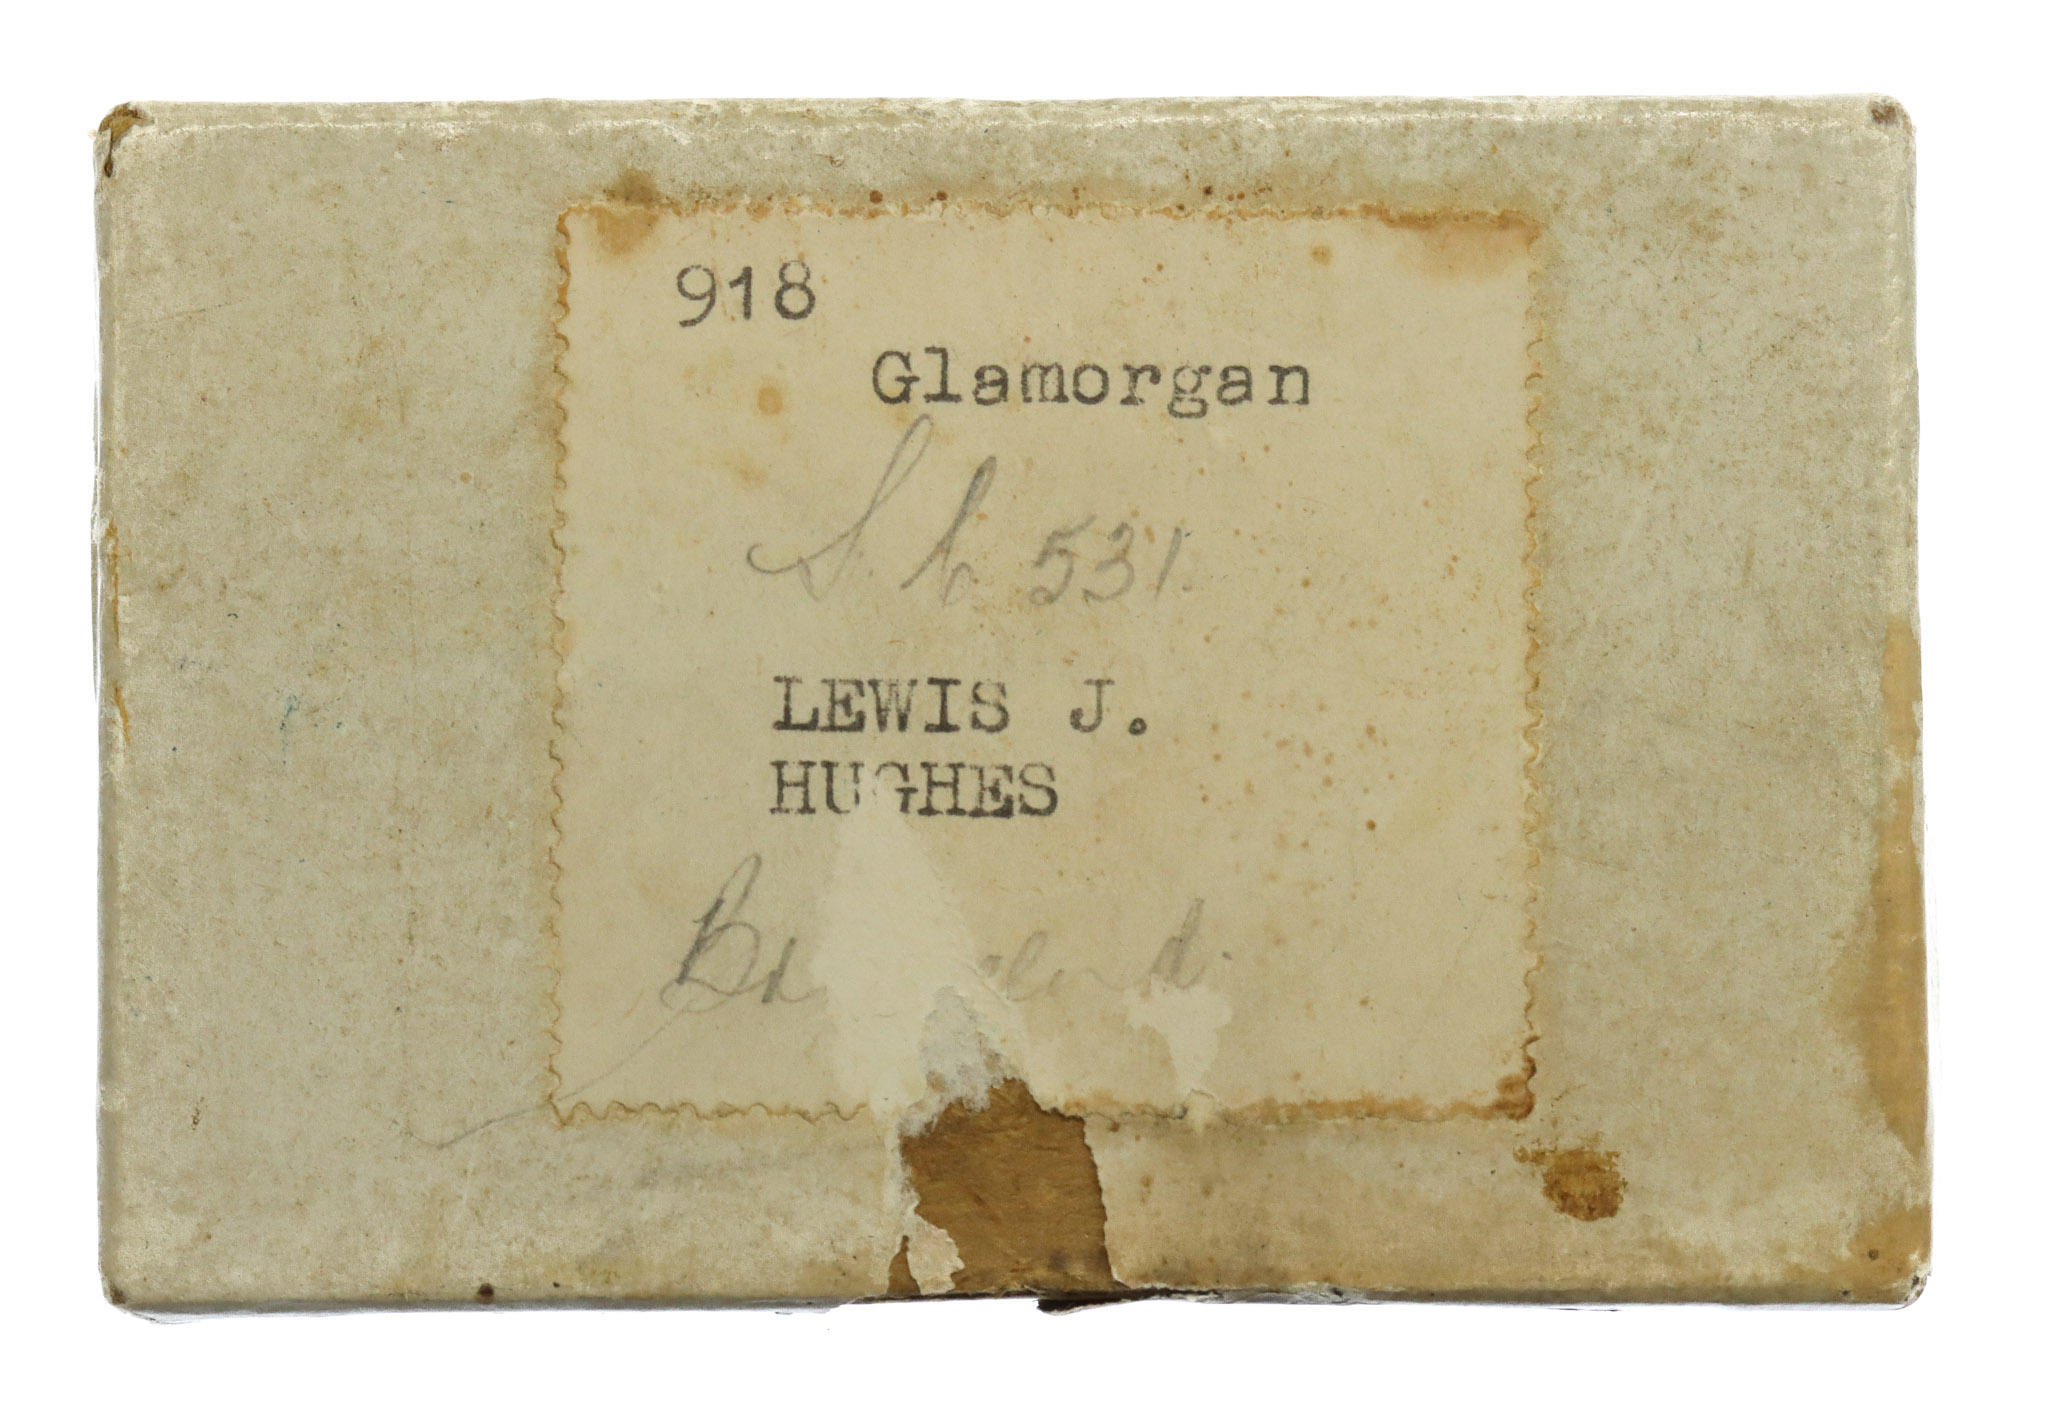 918
Glamorgan
S. C 531.
LEWIS J.
HUGHES